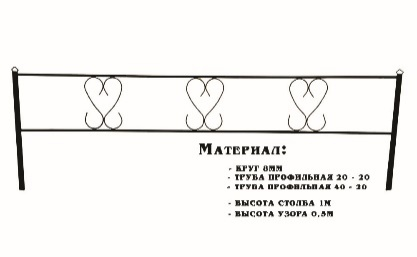 Материал:
- круг 8мм
- труба профильная 20 - 20
- труба профильная 40 - 20
- высота столба 1м
- высота узора 0,5м